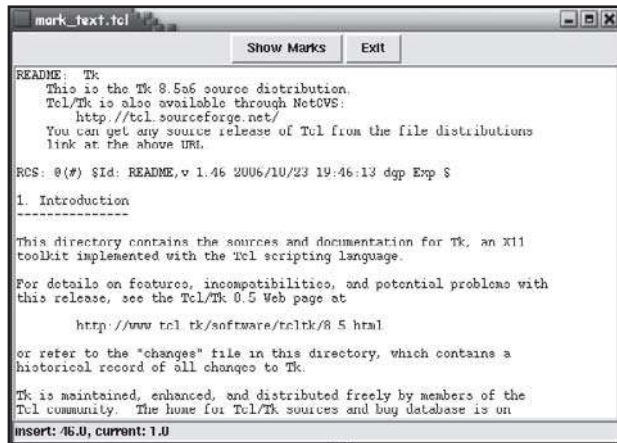 mark_text.tcl
Show Marks Exit
README: Tk
This is the Tk 8.5a6 source distribution.
Tcl/Tk is also available through NetCVS:
http://tcl.sourceforge.net/
You can get any source release of Tcl from the file distributions
link at the above URL.
RCS: @(#) $Id: README,v 1.46 2006/10/23 19:46:13 dgp Exp $
1. Introduction
---------------
This directory contains the sources and documentation for Tk, an X11
toolkit implemented with the Tcl scripting language.
For details on features, incompatibilities, and potential problems with
this release, see the Tcl/Tk 8.5 Web page at
http://www.tcl.tk/software/tcltk/8.5.html
or refer to the "changes" file in this directory, which contains a
historical record of all changes to Tk.
Tk is maintained, enhanced, and distributed freely by members of the
Tcl community. The home for Tcl/Tk sources and bug database is on
insert: 46.0, current: 1.0